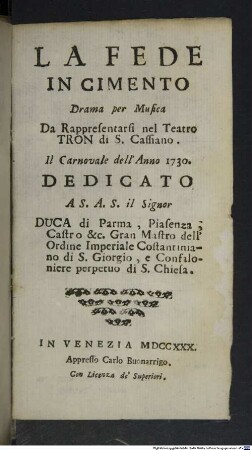 LA FEDE
IN CIMENTO
Drama per Musica
Da Rappresentarsi nel Teatro
TRON di S. Cassiano.
Il Carnovale dell'Anno 1730.
DEDICATO
A S. A. S. il Signor
DUCA di Parma, Piasenza,
Castro &c. Gran Mastro dell'
Ordine Imperiale Costantinia-
no di S. Giorgio, e Confalo-
niere perpetuo di S. Chiesa.
IN VENEZIA MDCCXXX.
Appresso Carlo Buonarrigo.
Con Licenza de' Superiori.